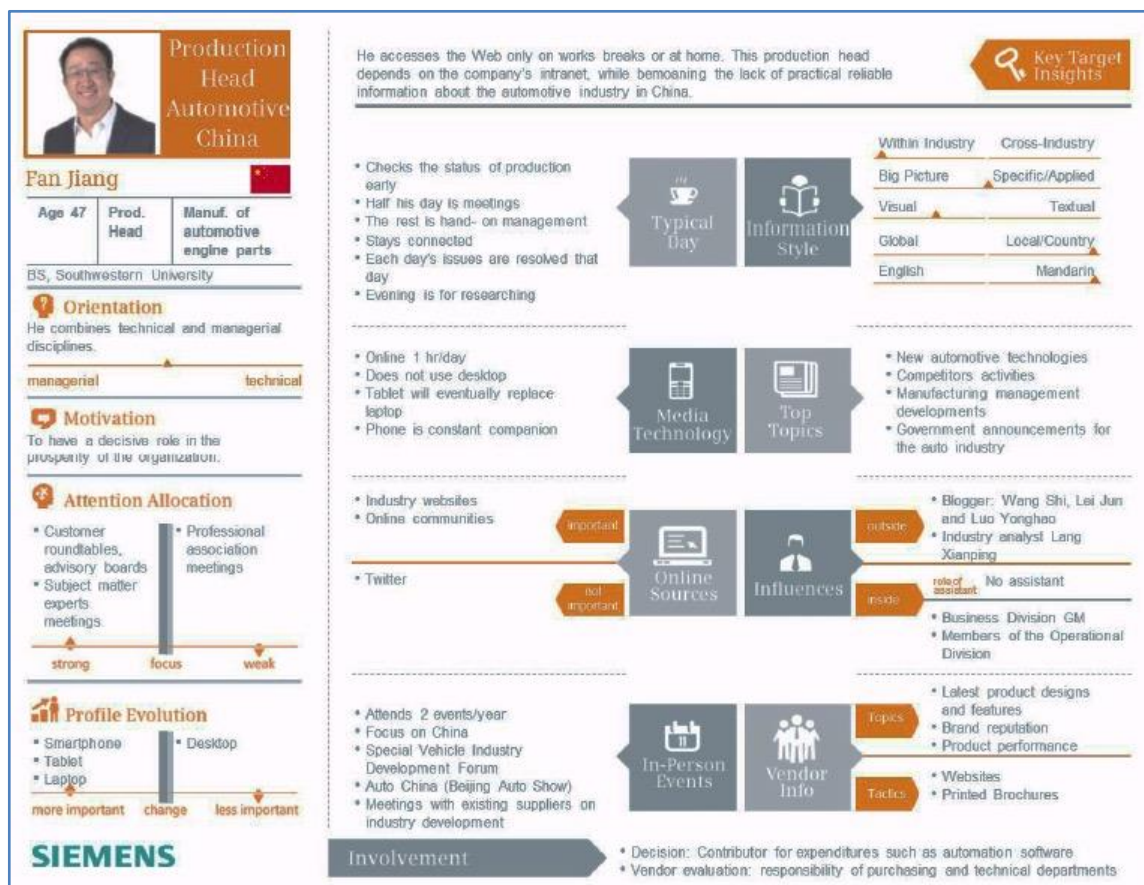 Production
Head
Automotive
China
Fan Jiang
Age 47
Prod.
Head
Manuf. of
automotive
engine parts
BS, Southwestern University
Orientation
He combines technical and managerial
disciplines.
managerial
technical
Motivation
To have a decisive role in the
prosperity of the organization.
Attention Allocation
• Customer
roundtables,
advisory boards
• Subject matter
experts
meetings.
• Professional
association
meetings
strong
focus
weak
Profile Evolution
• Smartphone
• Tablet
• Laptop
• Desktop
more important
change
less important
SIEMENS
He accesses the Web only on works breaks or at home. This production head
depends on the company's intranet, while bemoaning the lack of practical reliable
information about the automotive industry in China.
Key Target
Insights
• Checks the status of production
early
• Half his day is meetings
• The rest is hand- on management
• Stays connected
• Each day's issues are resolved that
day
• Evening is for researching
Typical
Day
Information
Style
Within Industry
Cross-Industry
Big Picture
Specific/Applied
Visual
Textual
Global
Local/Country
English
Mandarin
• Online 1 hr/day
• Does not use desktop
• Tablet will eventually replace
laptop
• Phone is constant companion
Media
Technology
Top
Topics
• New automotive technologies
• Competitors activities
• Manufacturing management
developments
• Government announcements for
the auto industry
• Industry websites
• Online communities
important
• Twitter
not
important
Online
Sources
Influences
outside
• Blogger: Wang Shi, Lei Jun
and Luo Yonghao
• Industry analyst Lang
Xianping
inside
role of
assistant
No assistant
• Business Division GM
• Members of the Operational
Division
• Attends 2 events/year
• Focus on China
• Special Vehicle Industry
Development Forum
• Auto China (Beijing Auto Show)
• Meetings with existing suppliers on
industry development
In-Person
Events
Vendor
Info
Topics
• Latest product designs
and features
• Brand reputation
• Product performance
Tactics
• Websites
• Printed Brochures
Involvement
• Decision: Contributor for expenditures such as automation software
• Vendor evaluation: responsibility of purchasing and technical departments